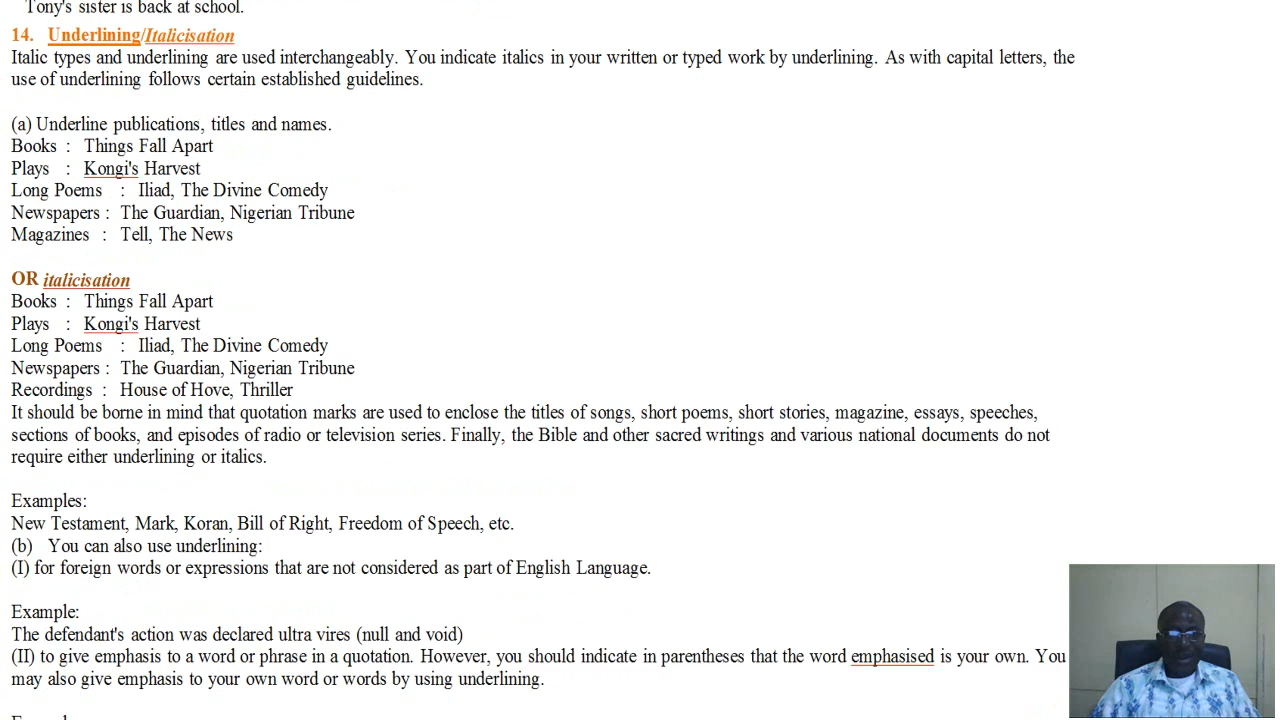 Tony's sister is back at school.
14. Underlining/Italicisation
Italic types and underlining are used interchangeably. You indicate italics in your written or typed work by underlining. As with capital letters, the
use of underlining follows certain established guidelines.
(a) Underline publications, titles and names.
Books : Things Fall Apart
Plays : Kongi's Harvest
Long Poems : Iliad, The Divine Comedy
Newspapers : The Guardian, Nigerian Tribune
Magazines : Tell, The News
OR italicisation
Books : Things Fall Apart
Plays : Kongi's Harvest
Long Poems : Iliad, The Divine Comedy
Newspapers : The Guardian, Nigerian Tribune
Recordings : House of Hove, Thriller
It should be borne in mind that quotation marks are used to enclose the titles of songs, short poems, short stories, magazine, essays, speeches,
sections of books, and episodes of radio or television series. Finally, the Bible and other sacred writings and various national documents do not
require either underlining or italics.
Examples:
New Testament, Mark, Koran, Bill of Right, Freedom of Speech, etc.
(b) You can also use underlining:
(I) for foreign words or expressions that are not considered as part of English Language.
Example:
The defendant's action was declared ultra vires (null and void)
(II) to give emphasis to a word or phrase in a quotation. However, you should indicate in parentheses that the word emphasised is your own. You
may also give emphasis to your own word or words by using underlining.